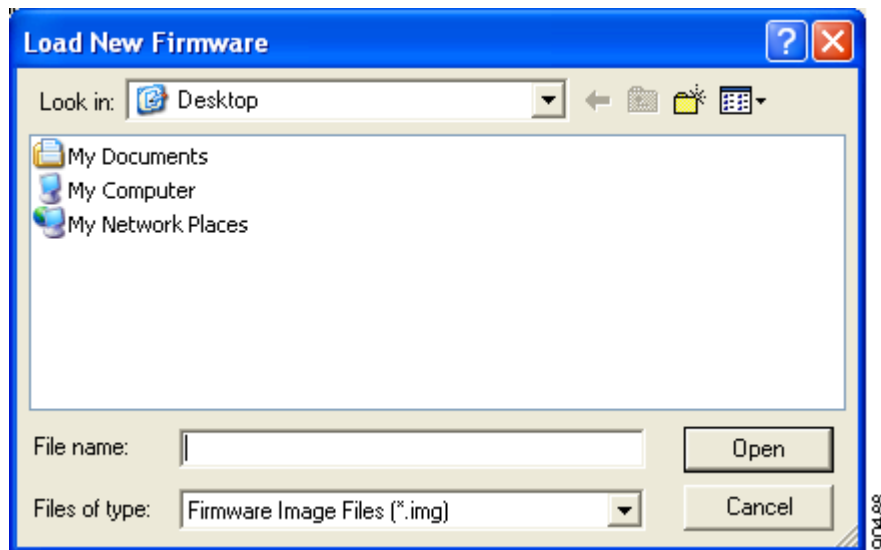 Load New Firmware
?
Look in: Desktop
My Documents
My Computer
My Network Places
File name: Open
Files of type: Firmware Image Files (*.img) Cancel
90488